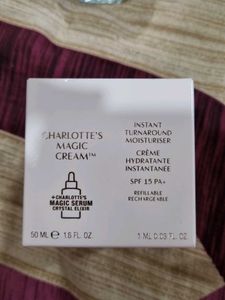 CHARLOTTE'S
MAGIC
CREAM™
+CHARLOTTE'S
MAGIC SERUM
CRYSTAL ELIXIR
50 ML ℮ 1.6 FL. OZ.
INSTANT
TURNAROUND
MOISTURISER
CRÈME
HYDRATANTE
INSTANTANÉE
SPF 15 PA+
REFILLABLE
RECHARGEABLE
1 ML 0.03 FL. OZ.